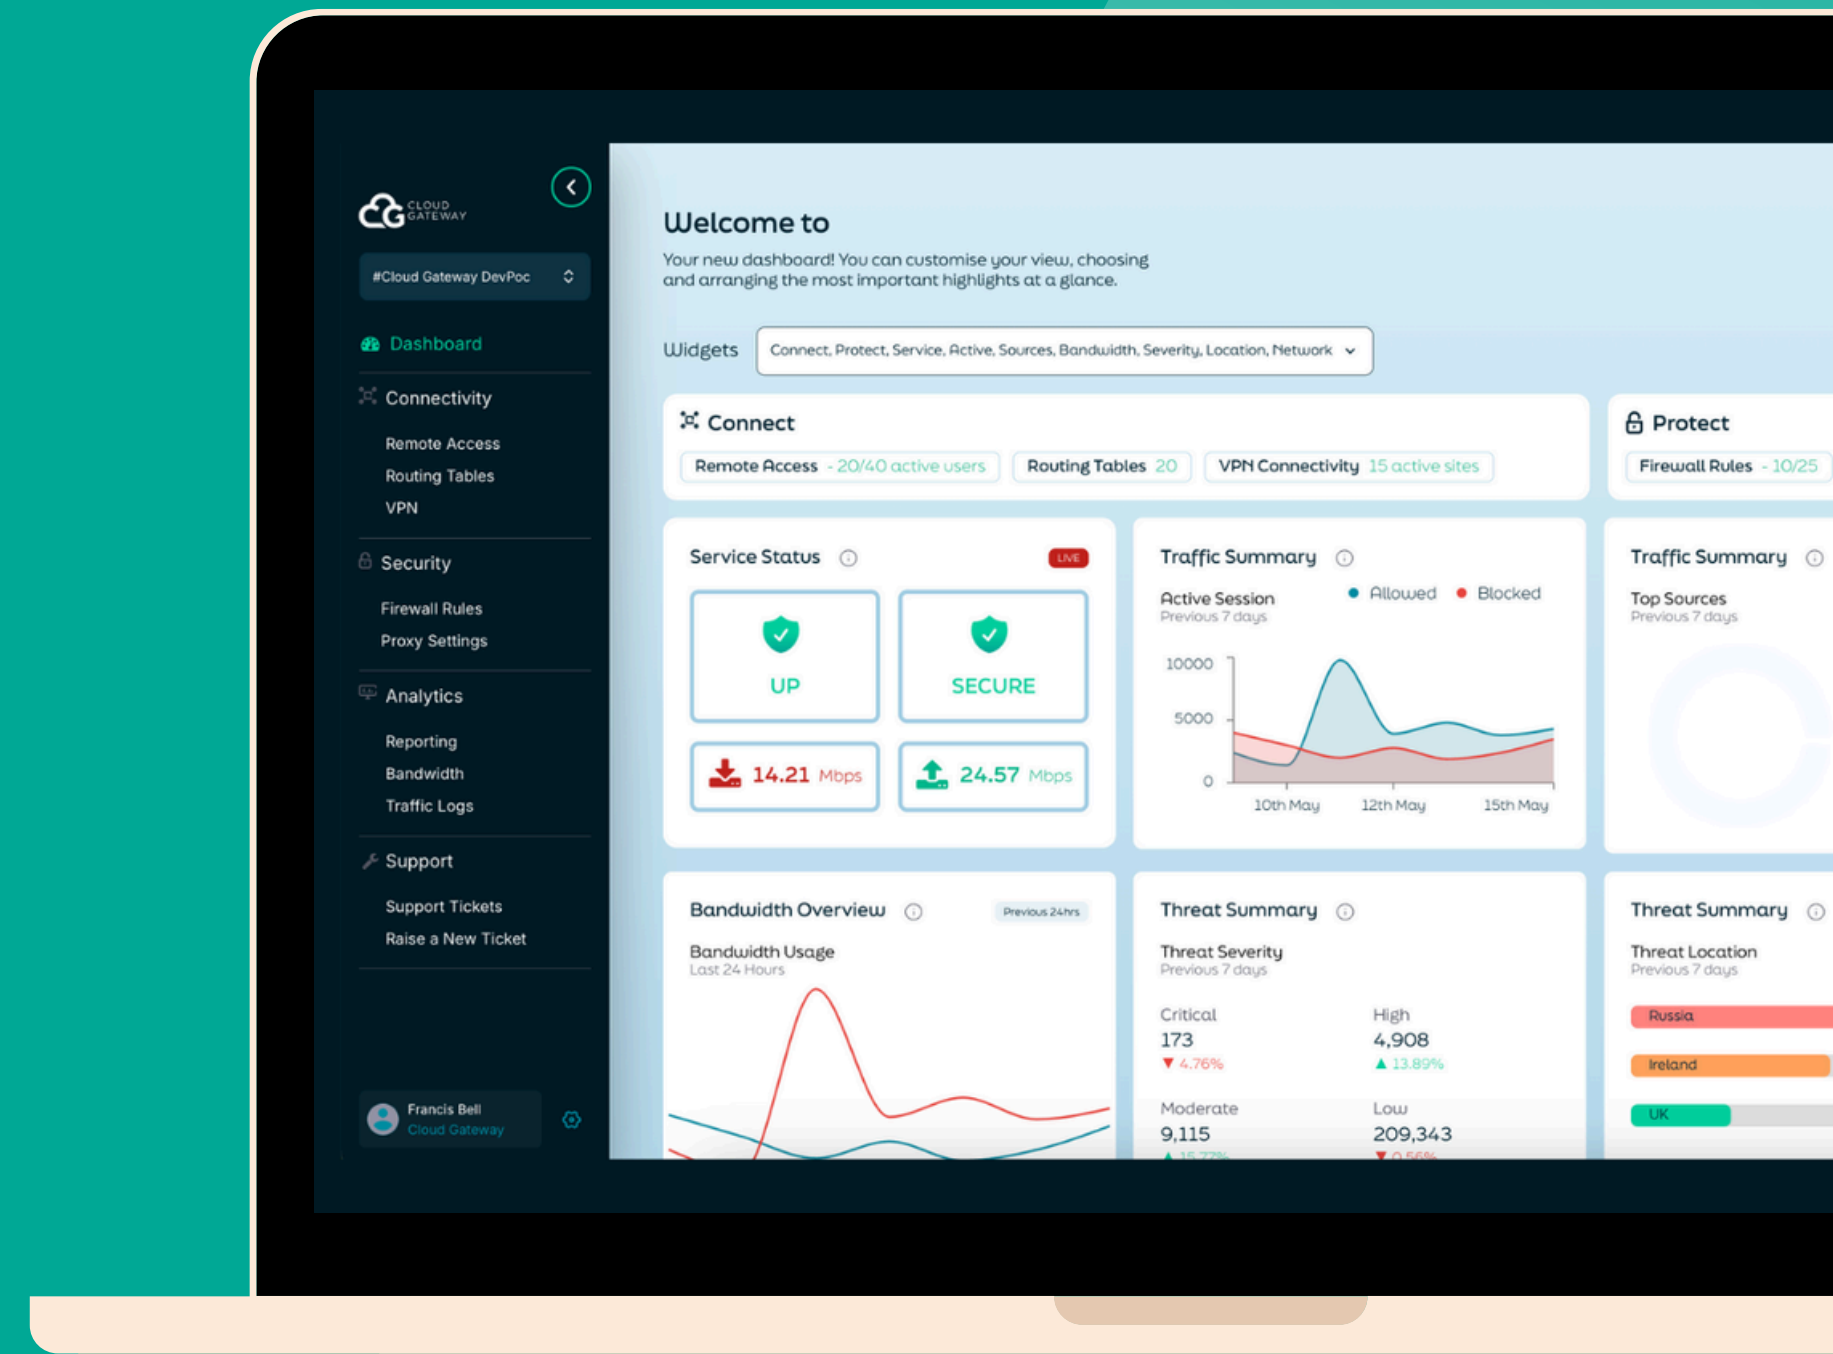 CLOUD
GATEWAY
#Cloud Gateway DevPoc
Dashboard
Connectivity
Remote Access
Routing Tables
VPN
Security
Firewall Rules
Proxy Settings
Analytics
Reporting
Bandwidth
Traffic Logs
Support
Support Tickets
Raise a New Ticket
Francis Bell
Cloud Gateway
Welcome to
Your new dashboard! You can customise your view, choosing
and arranging the most important highlights at a glance.
Widgets
Connect, Protect, Service, Active, Sources, Bandwidth, Severity, Location, Network
Connect
Remote Access - 20/40 active users
Routing Tables 20
VPN Connectivity 15 active sites
Protect
Firewall Rules - 10/25
Service Status
LIVE
UP
SECURE
14.21 Mbps
24.57 Mbps
Traffic Summary
Active Session
Previous 7 days
Allowed
Blocked
10000
5000
0
10th May
12th May
15th May
Traffic Summary
Top Sources
Previous 7 days
Bandwidth Overview
Previous 24hrs
Bandwidth Usage
Last 24 Hours
Threat Summary
Threat Severity
Previous 7 days
Critical
173
▼ 4.76%
High
4,908
▲ 13.89%
Moderate
9,115
▲ 15.77%
Low
209,343
▼ 0.56%
Threat Summary
Threat Location
Previous 7 days
Russia
Ireland
UK